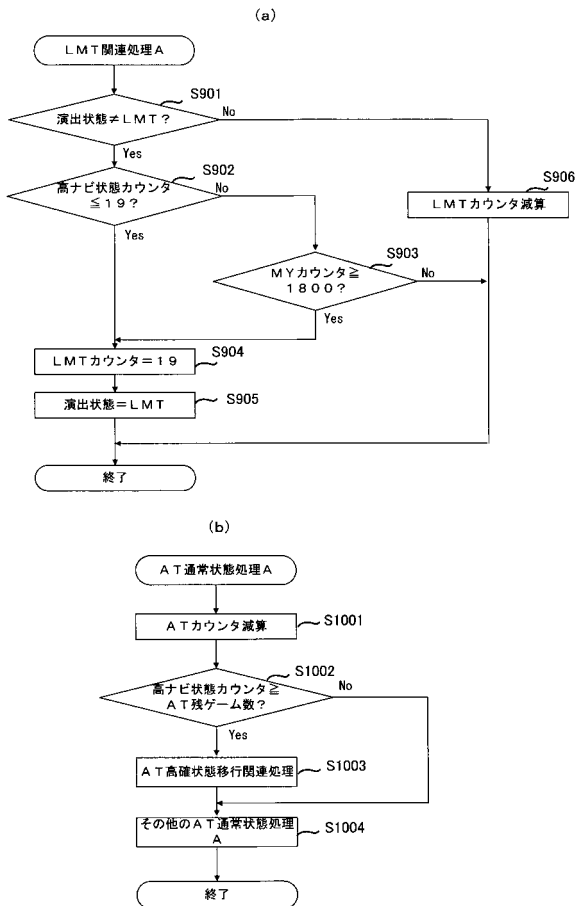 (a)
LMT関連処理A
S901
演出状態≠LMT?
No
Yes
S902
高ナビ状態カウンタ
≦19?
No
Yes
S906
LMTカウンタ減算
S903
MYカウンタ≧
1800?
No
Yes
S904
LMTカウンタ=19
S905
演出状態=LMT
終了
(b)
AT通常状態処理A
S1001
ATカウンタ減算
S1002
高ナビ状態カウンタ≧
AT残ゲーム数?
No
Yes
S1003
AT高確状態移行関連処理
S1004
その他のAT通常状態処理
A
終了